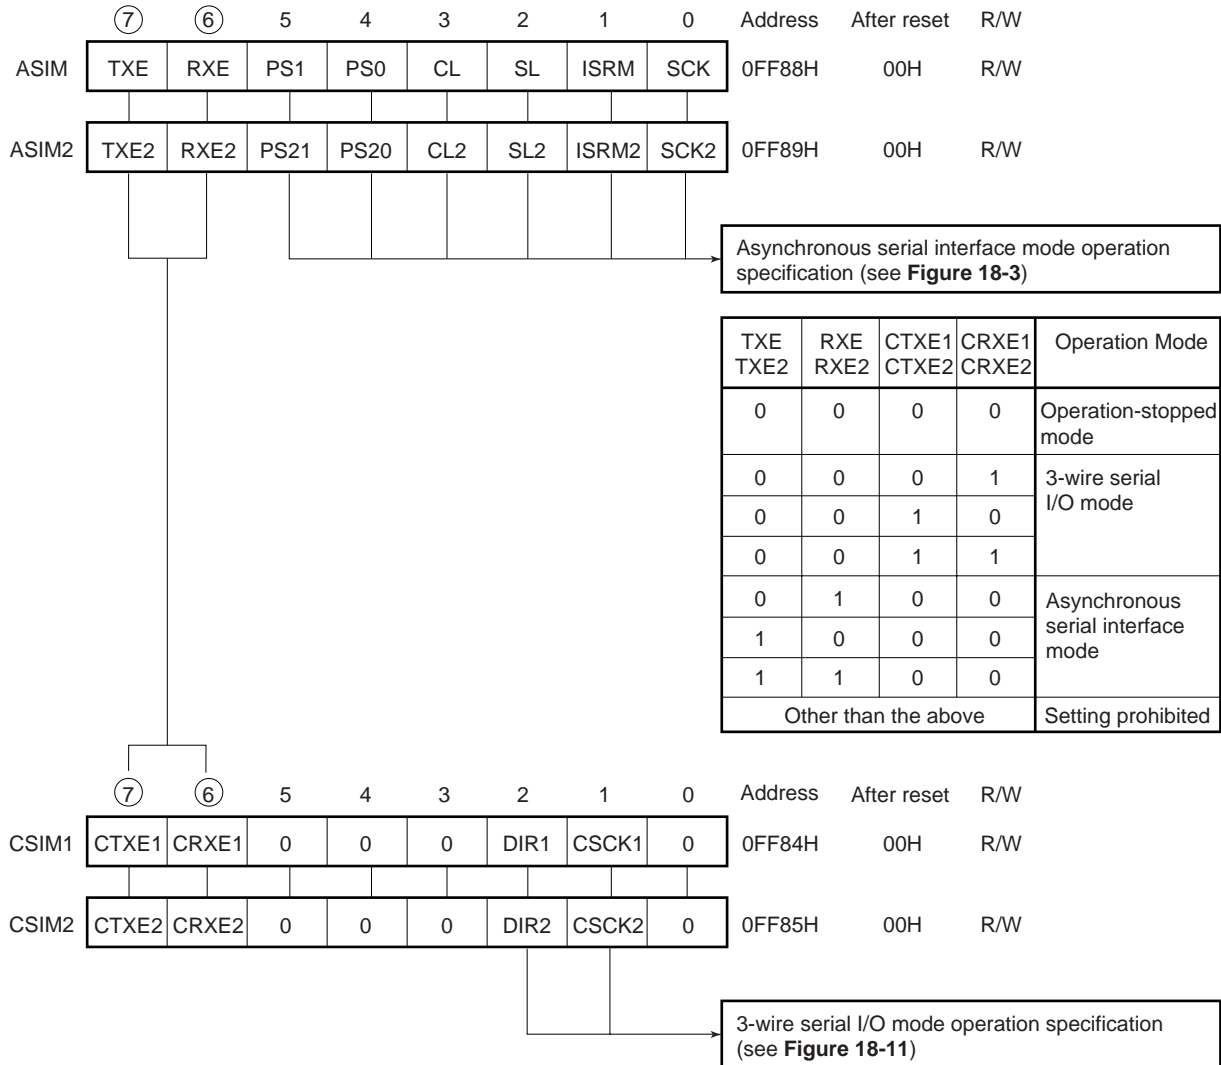 ⑦ ⑥ 5 4 3 2 1 0 Address After reset R/W
ASIM TXE RXE PS1 PS0 CL SL ISRM SCK 0FF88H 00H R/W
ASIM2 TXE2 RXE2 PS21 PS20 CL2 SL2 ISRM2 SCK2 0FF89H 00H R/W
Asynchronous serial interface mode operation
specification (see Figure 18-3)
TXE RXE CTXE1 CRXE1 Operation Mode
TXE2 RXE2 CTXE2 CRXE2
0 0 0 0 Operation-stopped
mode
0 0 0 1 3-wire serial
I/O mode
0 0 1 0
0 0 1 1
0 1 0 0 Asynchronous
serial interface
1 0 0 0
mode
1 1 0 0
Other than the above Setting prohibited
⑦ ⑥ 5 4 3 2 1 0 Address After reset R/W
CSIM1 CTXE1 CRXE1 0 0 0 DIR1 CSCK1 0 0FF84H 00H R/W
CSIM2 CTXE2 CRXE2 0 0 0 DIR2 CSCK2 0 0FF85H 00H R/W
3-wire serial I/O mode operation specification
(see Figure 18-11)